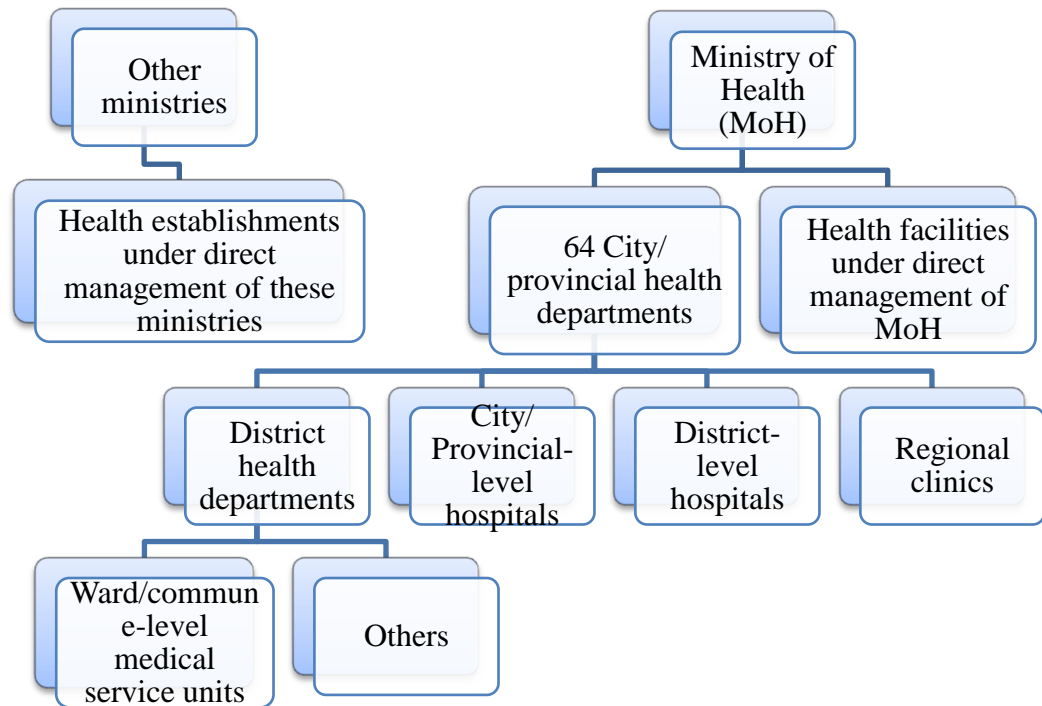 Other
ministries
Ministry of
Health
(MoH)
Health establishments
under direct
management of these
ministries
64 City/
provincial health
departments
Health facilities
under direct
management of
MoH
District
health
departments
City/
Provincial-
level
hospitals
District-
level
hospitals
Regional
clinics
Ward/commun
e-level
medical
service units
Others